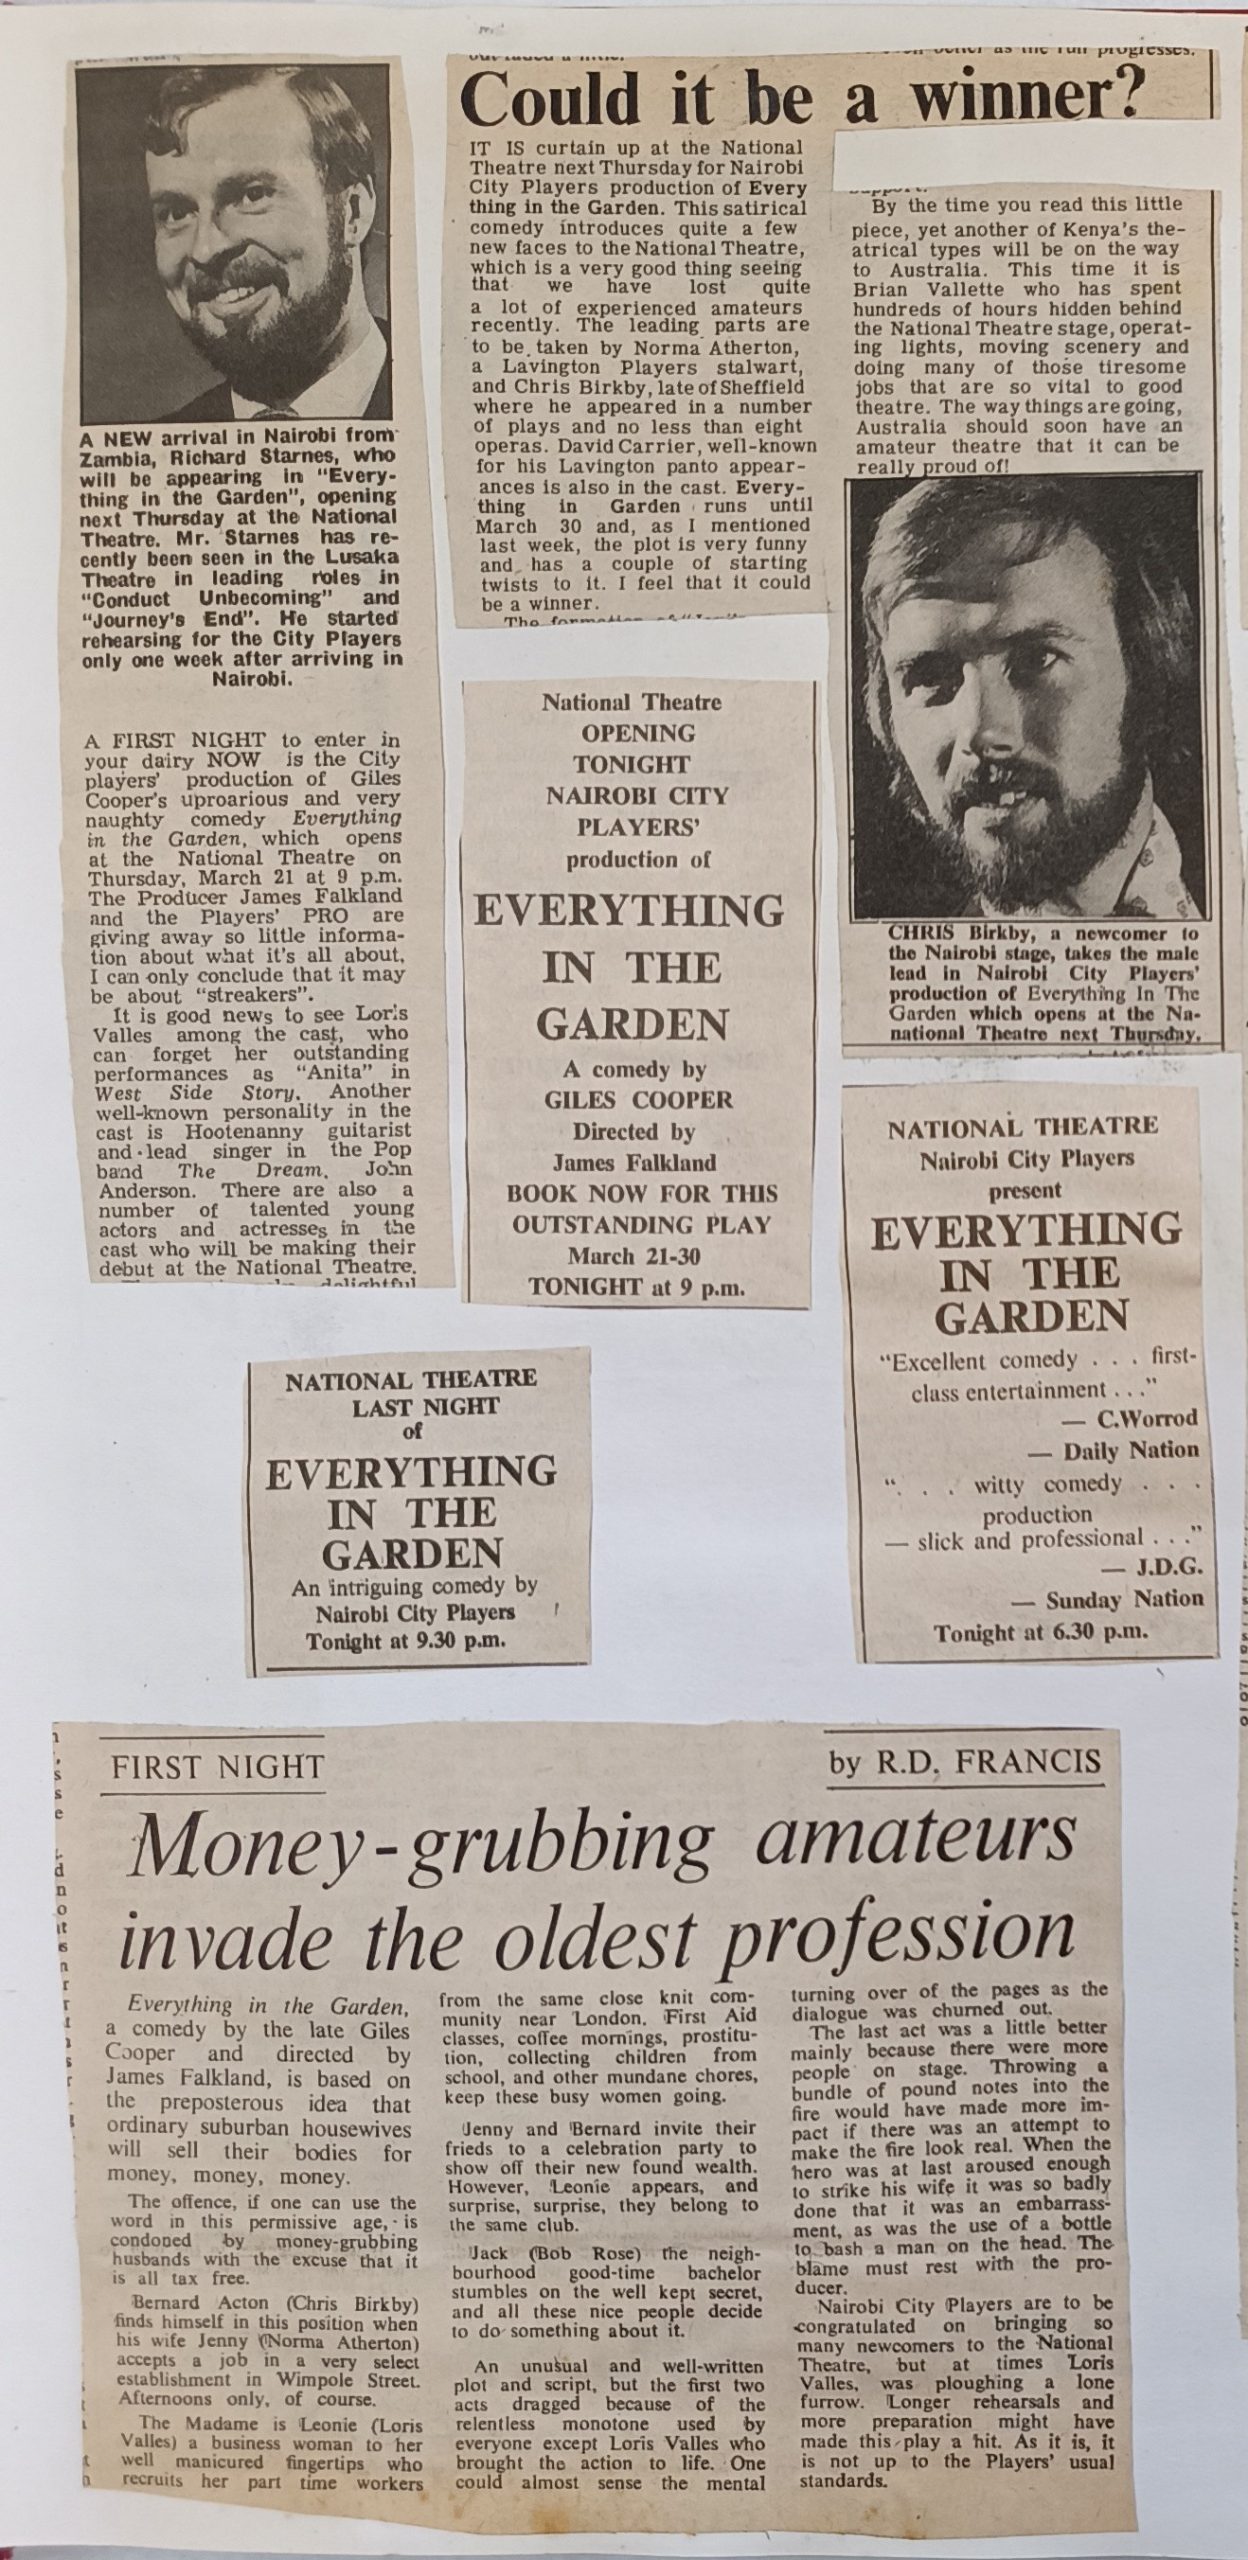 A NEW arrival in Nairobi from
Zambia, Richard Starnes, who
will be appearing in "Every-
thing in the Garden", opening
next Thursday at the National
Theatre. Mr. Starnes has re-
cently been seen in the Lusaka
Theatre in leading roles in
"Conduct Unbecoming" and
"Journey's End". He started
rehearsing for the City Players
only one week after arriving in
Nairobi.
A FIRST NIGHT to enter in
your dairy NOW is the City
players' production of Giles
Cooper's uproarious and very
naughty comedy Everything
in the Garden, which opens
at the National Theatre on
Thursday, March 21 at 9 p.m.
The Producer James Falkland
and the Players' PRO are
giving away so little informa-
tion about what it's all about,
I can only conclude that it may
be about "streakers".
It is good news to see Loris
Valles among the cast, who
can forget her outstanding
performances as "Anita" in
West Side Story. Another
well-known personality in the
cast is Hootenanny guitarist
and lead singer in the Pop
band The Dream, John
Anderson. There are also a
number of talented young
actors and actresses in the
cast who will be making their
debut at the National Theatre.
delightful
as the run progresses.
Could it be a winner?
IT IS curtain up at the National
Theatre next Thursday for Nairobi
City Players production of Every
thing in the Garden. This satirical
comedy introduces quite a few
new faces to the National Theatre,
which is a very good thing seeing
that we have lost quite
a lot of experienced amateurs
recently. The leading parts are
to be taken by Norma Atherton,
a Lavington Players stalwart,
and Chris Birkby, late of Sheffield
where he appeared in a number
of plays and no less than eight
operas. David Carrier, well-known
for his Lavington panto appear-
ances is also in the cast. Every-
thing in Garden runs until
March 30 and, as I mentioned
last week, the plot is very funny
and has a couple of starting
twists to it. I feel that it could
be a winner.
The formation of
support.
By the time you read this little
piece, yet another of Kenya's the-
atrical types will be on the way
to Australia. This time it is
Brian Vallette who has spent
hundreds of hours hidden behind
the National Theatre stage, operat-
ing lights, moving scenery and
doing many of those tiresome
jobs that are so vital to good
theatre. The way things are going,
Australia should soon have an
amateur theatre that it can be
really proud of!
CHRIS Birkby, a newcomer to
the Nairobi stage, takes the male
lead in Nairobi City Players'
production of Everything In The
Garden which opens at the Na-
national Theatre next Thursday.
National Theatre
OPENING
TONIGHT
NAIROBI CITY
PLAYERS'
production of
EVERYTHING
IN THE
GARDEN
A comedy by
GILES COOPER
Directed by
James Falkland
BOOK NOW FOR THIS
OUTSTANDING PLAY
March 21-30
TONIGHT at 9 p.m.
NATIONAL THEATRE
Nairobi City Players
present
EVERYTHING
IN THE
GARDEN
"Excellent comedy . . . first-
class entertainment . . ."
— C.Worrod
— Daily Nation
". . . witty comedy . . .
production
— slick and professional . . ."
— J.D.G.
— Sunday Nation
Tonight at 6.30 p.m.
NATIONAL THEATRE
LAST NIGHT
of
EVERYTHING
IN THE
GARDEN
An intriguing comedy by
Nairobi City Players
Tonight at 9.30 p.m.
FIRST NIGHT
by R.D. FRANCIS
Money-grubbing amateurs
invade the oldest profession
Everything in the Garden,
a comedy by the late Giles
Cooper and directed by
James Falkland, is based on
the preposterous idea that
ordinary suburban housewives
will sell their bodies for
money, money, money.
The offence, if one can use the
word in this permissive age, is
condoned by money-grubbing
husbands with the excuse that it
is all tax free.
Bernard Acton (Chris Birkby)
finds himself in this position when
his wife Jenny (Norma Atherton)
accepts a job in a very select
establishment in Wimpole Street.
Afternoons only, of course.
The Madame is Leonie (Loris
Valles) a business woman to her
well manicured fingertips who
recruits her part time workers
from the same close knit com-
munity near London. First Aid
classes, coffee mornings, prostitu-
tion, collecting children from
school, and other mundane chores,
keep these busy women going.
Jenny and Bernard invite their
frieds to a celebration party to
show off their new found wealth.
However, Leonie appears, and
surprise, surprise, they belong to
the same club.
Jack (Bob Rose) the neigh-
bourhood good-time bachelor
stumbles on the well kept secret,
and all these nice people decide
to do something about it.
An unusual and well-written
plot and script, but the first two
acts dragged because of the
relentless monotone used by
everyone except Loris Valles who
brought the action to life. One
could almost sense the mental
turning over of the pages as the
dialogue was churned out.
The last act was a little better
mainly because there were more
people on stage. Throwing a
bundle of pound notes into the
fire would have made more im-
pact if there was an attempt to
make the fire look real. When the
hero was at last aroused enough
to strike his wife it was so badly
done that it was an embarrass-
ment, as was the use of a bottle
to bash a man on the head. The
blame must rest with the pro-
ducer.
Nairobi City Players are to be
congratulated on bringing so
many newcomers to the National
Theatre, but at times Loris
Valles, was ploughing a lone
furrow. Longer rehearsals and
more preparation might have
made this play a hit. As it is, it
is not up to the Players' usual
standards.